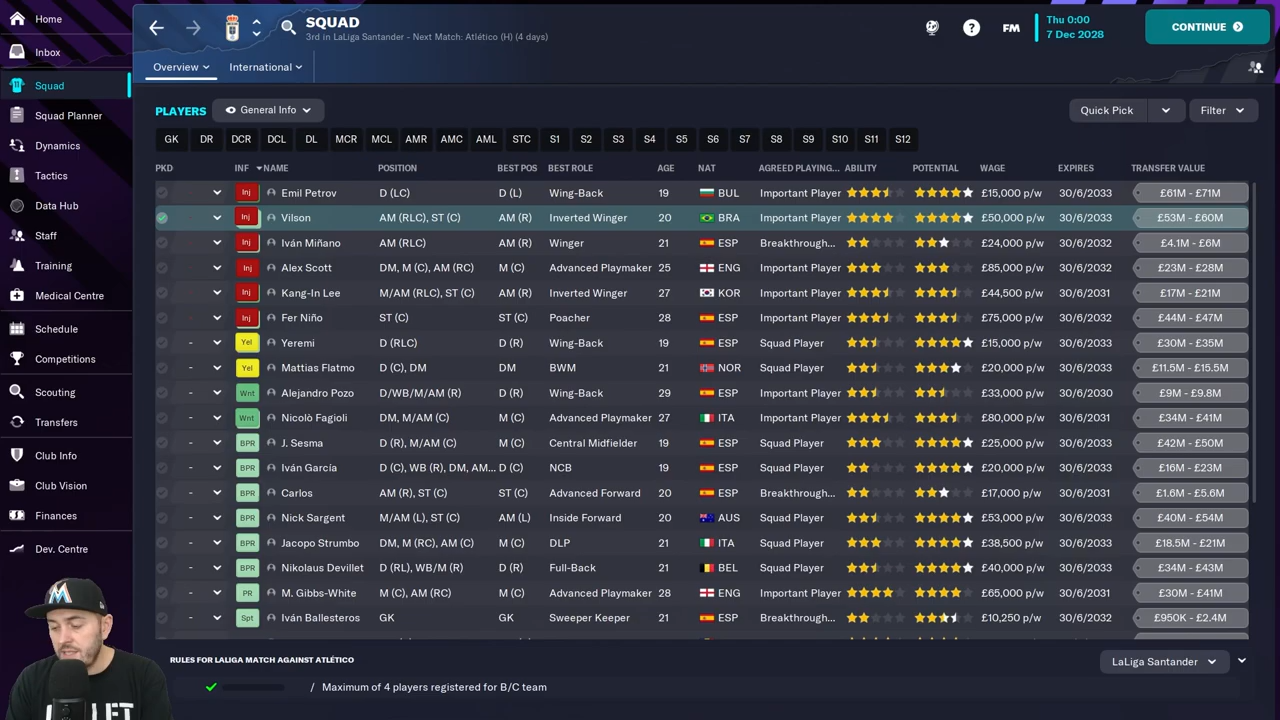 Home
Inbox
Squad
Squad Planner
Dynamics
Tactics
Data Hub
Staff
Training
Medical Centre
Schedule
Competitions
Scouting
Transfers
Club Info
Club Vision
Finances
Dev. Centre
SQUAD
3rd in LaLiga Santander - Next Match: Atlético (H) (4 days)
FM
Thu 0:00
7 Dec 2028
CONTINUE
Overview International
PLAYERS General Info Quick Pick Filter
GK DR DCR DCL DL MCR MCL AMR AMC AML STC S1 S2 S3 S4 S5 S6 S7 S8 S9 S10 S11 S12
PKD INF NAME POSITION BEST POS BEST ROLE AGE NAT AGREED PLAYING... ABILITY POTENTIAL WAGE EXPIRES TRANSFER VALUE
- Inj Emil Petrov D (LC) D (L) Wing-Back 19 BUL Important Player £15,000 p/w 30/6/2033 £61M - £71M
- Inj Vilson AM (RLC), ST (C) AM (R) Inverted Winger 20 BRA Important Player £50,000 p/w 30/6/2033 £53M - £60M
- Inj Iván Miñano AM (RLC) AM (R) Winger 21 ESP Breakthrough... £24,000 p/w 30/6/2032 £4.1M - £6M
- Inj Alex Scott DM, M (C), AM (RC) M (C) Advanced Playmaker 25 ENG Important Player £85,000 p/w 30/6/2032 £23M - £28M
- Inj Kang-In Lee M/AM (RLC), ST (C) AM (R) Inverted Winger 27 KOR Important Player £44,500 p/w 30/6/2031 £17M - £21M
- Inj Fer Niño ST (C) ST (C) Poacher 28 ESP Important Player £75,000 p/w 30/6/2032 £44M - £47M
- Yel Yeremi D (RLC) D (R) Wing-Back 19 ESP Squad Player £15,000 p/w 30/6/2033 £30M - £35M
- Yel Mattias Flatmo D (C), DM DM BWM 21 NOR Squad Player £20,000 p/w 30/6/2033 £11.5M - £15.5M
- Wnt Alejandro Pozo D/WB/M/AM (R) D (R) Wing-Back 29 ESP Important Player £33,000 p/w 30/6/2030 £9M - £9.8M
- Wnt Nicolò Fagioli DM, M/AM (C) M (C) Advanced Playmaker 27 ITA Important Player £80,000 p/w 30/6/2031 £34M - £41M
- BPR J. Sesma D (R), M/AM (C) M (C) Central Midfielder 19 ESP Squad Player £25,000 p/w 30/6/2033 £42M - £50M
- BPR Iván García D (C), WB (R), DM, AM... D (C) NCB 19 ESP Squad Player £20,000 p/w 30/6/2033 £16M - £23M
- BPR Carlos AM (R), ST (C) ST (C) Advanced Forward 20 ESP Breakthrough... £17,000 p/w 30/6/2031 £1.6M - £5.6M
- BPR Nick Sargent M/AM (L), ST (C) AM (L) Inside Forward 20 AUS Squad Player £53,000 p/w 30/6/2033 £40M - £54M
- BPR Jacopo Strumbo DM, M (RC), AM (C) M (C) DLP 21 ITA Squad Player £38,500 p/w 30/6/2033 £18.5M - £21M
- BPR Nikolaus Devillet D (RL), WB/M (R) D (R) Full-Back 21 BEL Squad Player £40,000 p/w 30/6/2033 £34M - £43M
- PR M. Gibbs-White M (C), AM (RC) M (C) Advanced Playmaker 28 ENG Important Player £65,000 p/w 30/6/2031 £30M - £41M
- Spt Iván Ballesteros GK GK Sweeper Keeper 21 ESP Breakthrough... £10,250 p/w 30/6/2031 £950K - £2.4M
RULES FOR LALIGA MATCH AGAINST ATLÉTICO LaLiga Santander
/ Maximum of 4 players registered for B/C team